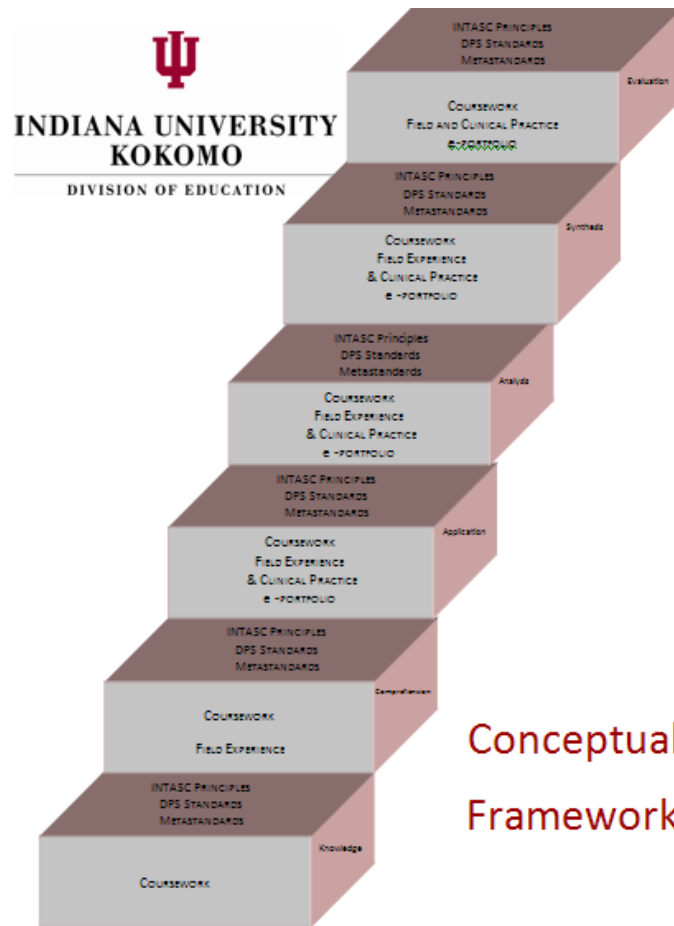 INTASC PRINCIPLES
DPS STANDARDS
METASTANDARDS
Evaluation
COURSEWORK
FIELD AND CLINICAL PRACTICE
e-PORTFOLIO
INDIANA UNIVERSITY
KOKOMO
DIVISION OF EDUCATION
INTASC PRINCIPLES
DPS STANDARDS
METASTANDARDS
Synthesis
COURSEWORK
FIELD EXPERIENCE
& CLINICAL PRACTICE
e -PORTFOLIO
INTASC Principles
DPS Standards
Metastandards
Analysis
COURSEWORK
FIELD EXPERIENCE
& CLINICAL PRACTICE
e -PORTFOLIO
INTASC PRINCIPLES
DPS STANDARDS
METASTANDARDS
Application
COURSEWORK
FIELD EXPERIENCE
& CLINICAL PRACTICE
e -PORTFOLIO
INTASC PRINCIPLES
DPS STANDARDS
METASTANDARDS
Comprehension
COURSEWORK
FIELD EXPERIENCE
INTASC PRINCIPLES
DPS STANDARDS
METASTANDARDS
Knowledge
COURSEWORK
Conceptual
Framework